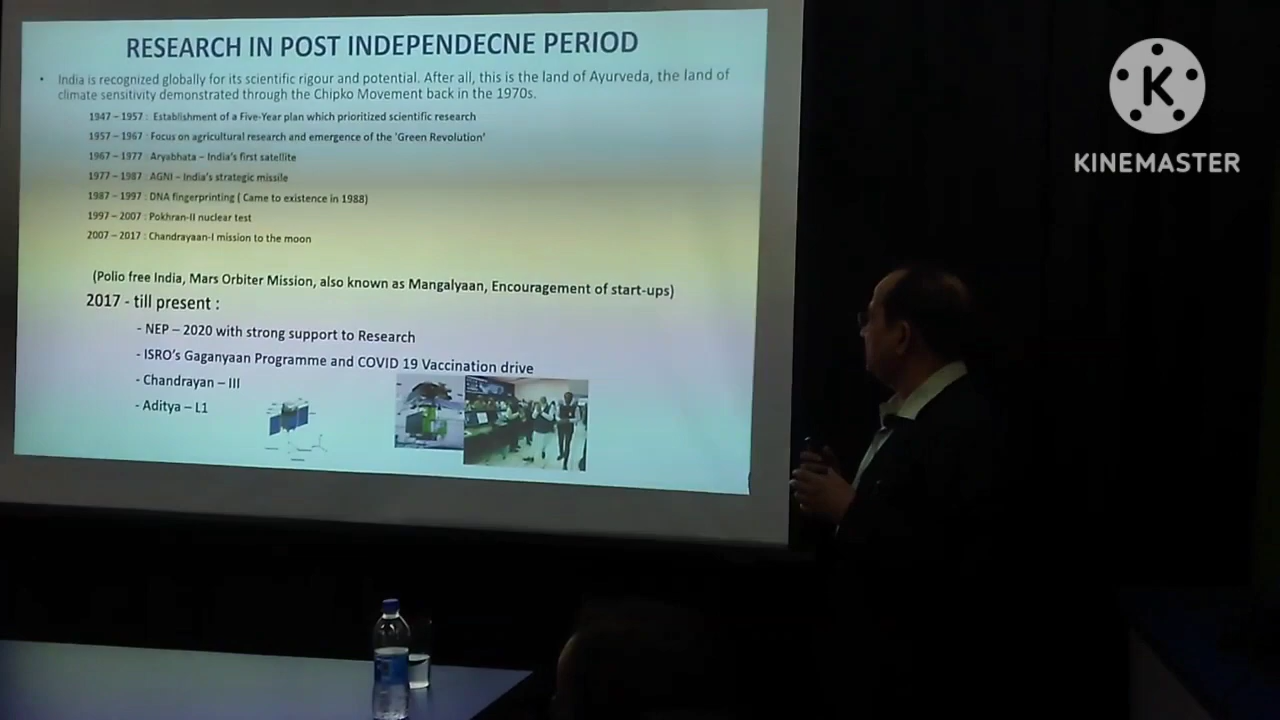 RESEARCH IN POST INDEPENDECNE PERIOD
• India is recognized globally for its scientific rigour and potential. After all, this is the land of Ayurveda, the land of
climate sensitivity demonstrated through the Chipko Movement back in the 1970s.
1947 – 1957 : Establishment of a Five-Year plan which prioritized scientific research
1957 – 1967 : Focus on agricultural research and emergence of the 'Green Revolution'
1967 – 1977 : Aryabhata – India's first satellite
1977 – 1987 : AGNI – India's strategic missile
1987 – 1997 : DNA fingerprinting ( Came to existence in 1988)
1997 – 2007 : Pokhran-II nuclear test
2007 – 2017 : Chandrayaan-I mission to the moon
(Polio free India, Mars Orbiter Mission, also known as Mangalyaan, Encouragement of start-ups)
2017 - till present :
- NEP – 2020 with strong support to Research
- ISRO's Gaganyaan Programme and COVID 19 Vaccination drive
- Chandrayan – III
- Aditya – L1
K
KINEMASTER